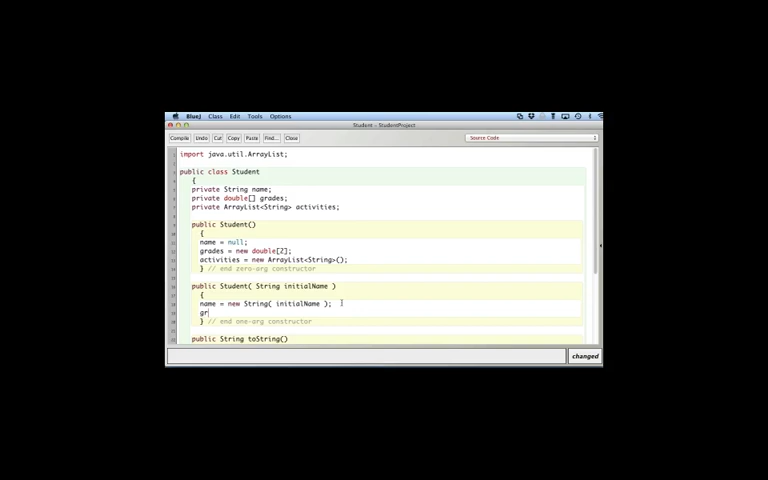 BlueJ Class Edit Tools Options
Student - StudentProject
Compile Undo Cut Copy Paste Find... Close Source Code
import java.util.ArrayList;
public class Student
{
private String name;
private double[] grades;
private ArrayList<String> activities;
public Student()
{
name = null;
grades = new double[2];
activities = new ArrayList<String>();
} // end zero-arg constructor
public Student( String initialName )
{
name = new String( initialName );
gr
} // end one-arg constructor
public String toString()
changed